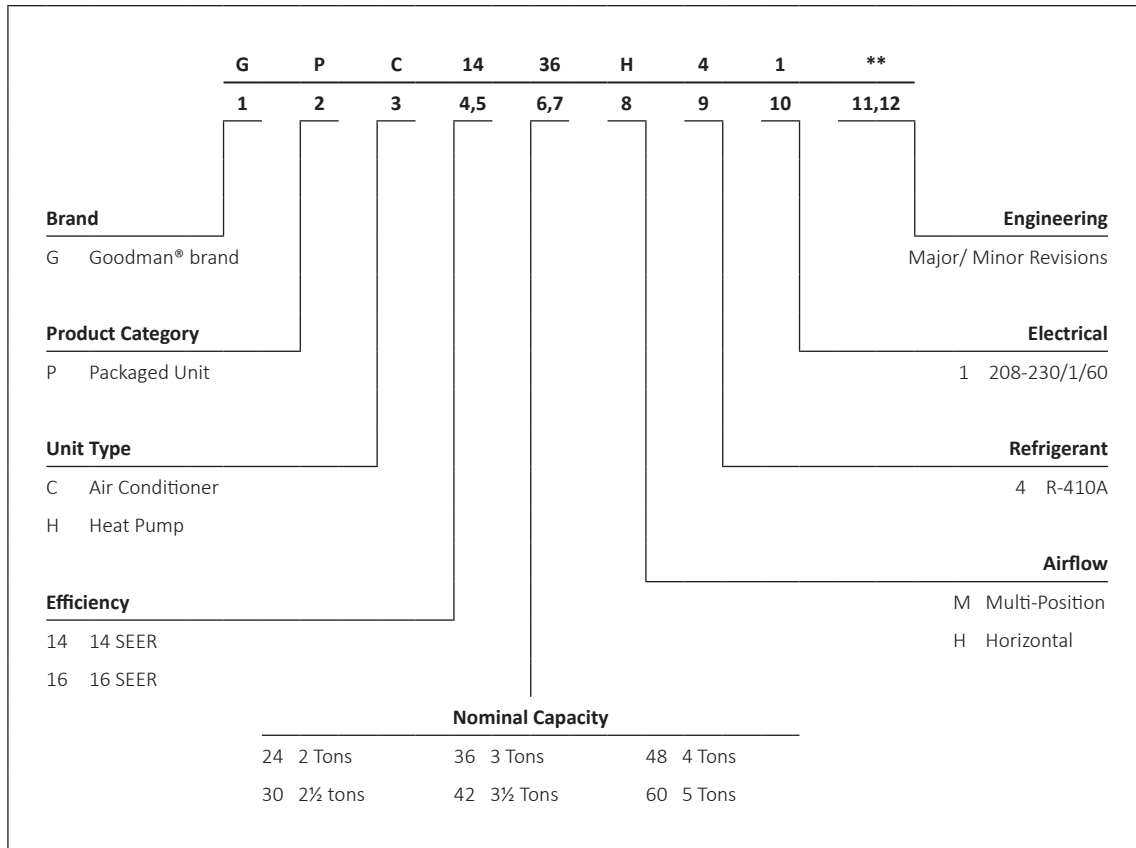 G P C 14 36 H 4 1 **
1 2 3 4,5 6,7 8 9 10 11,12
Brand
G Goodman® brand
Product Category
P Packaged Unit
Unit Type
C Air Conditioner
H Heat Pump
Efficiency
14 14 SEER
16 16 SEER
Engineering
Major/ Minor Revisions
Electrical
1 208-230/1/60
Refrigerant
4 R-410A
Airflow
M Multi-Position
H Horizontal
Nominal Capacity
24 2 Tons 36 3 Tons 48 4 Tons
30 2½ tons 42 3½ Tons 60 5 Tons